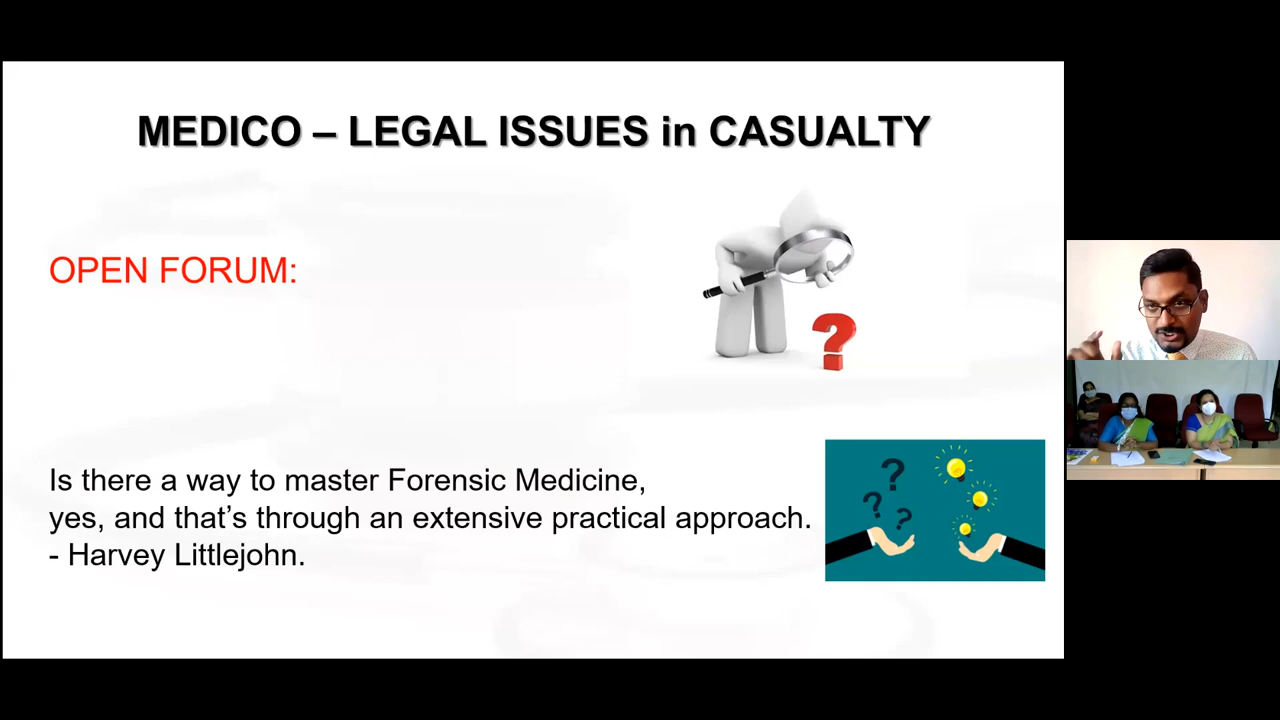 MEDICO – LEGAL ISSUES in CASUALTY
OPEN FORUM:
Is there a way to master Forensic Medicine,
yes, and that’s through an extensive practical approach.
- Harvey Littlejohn.